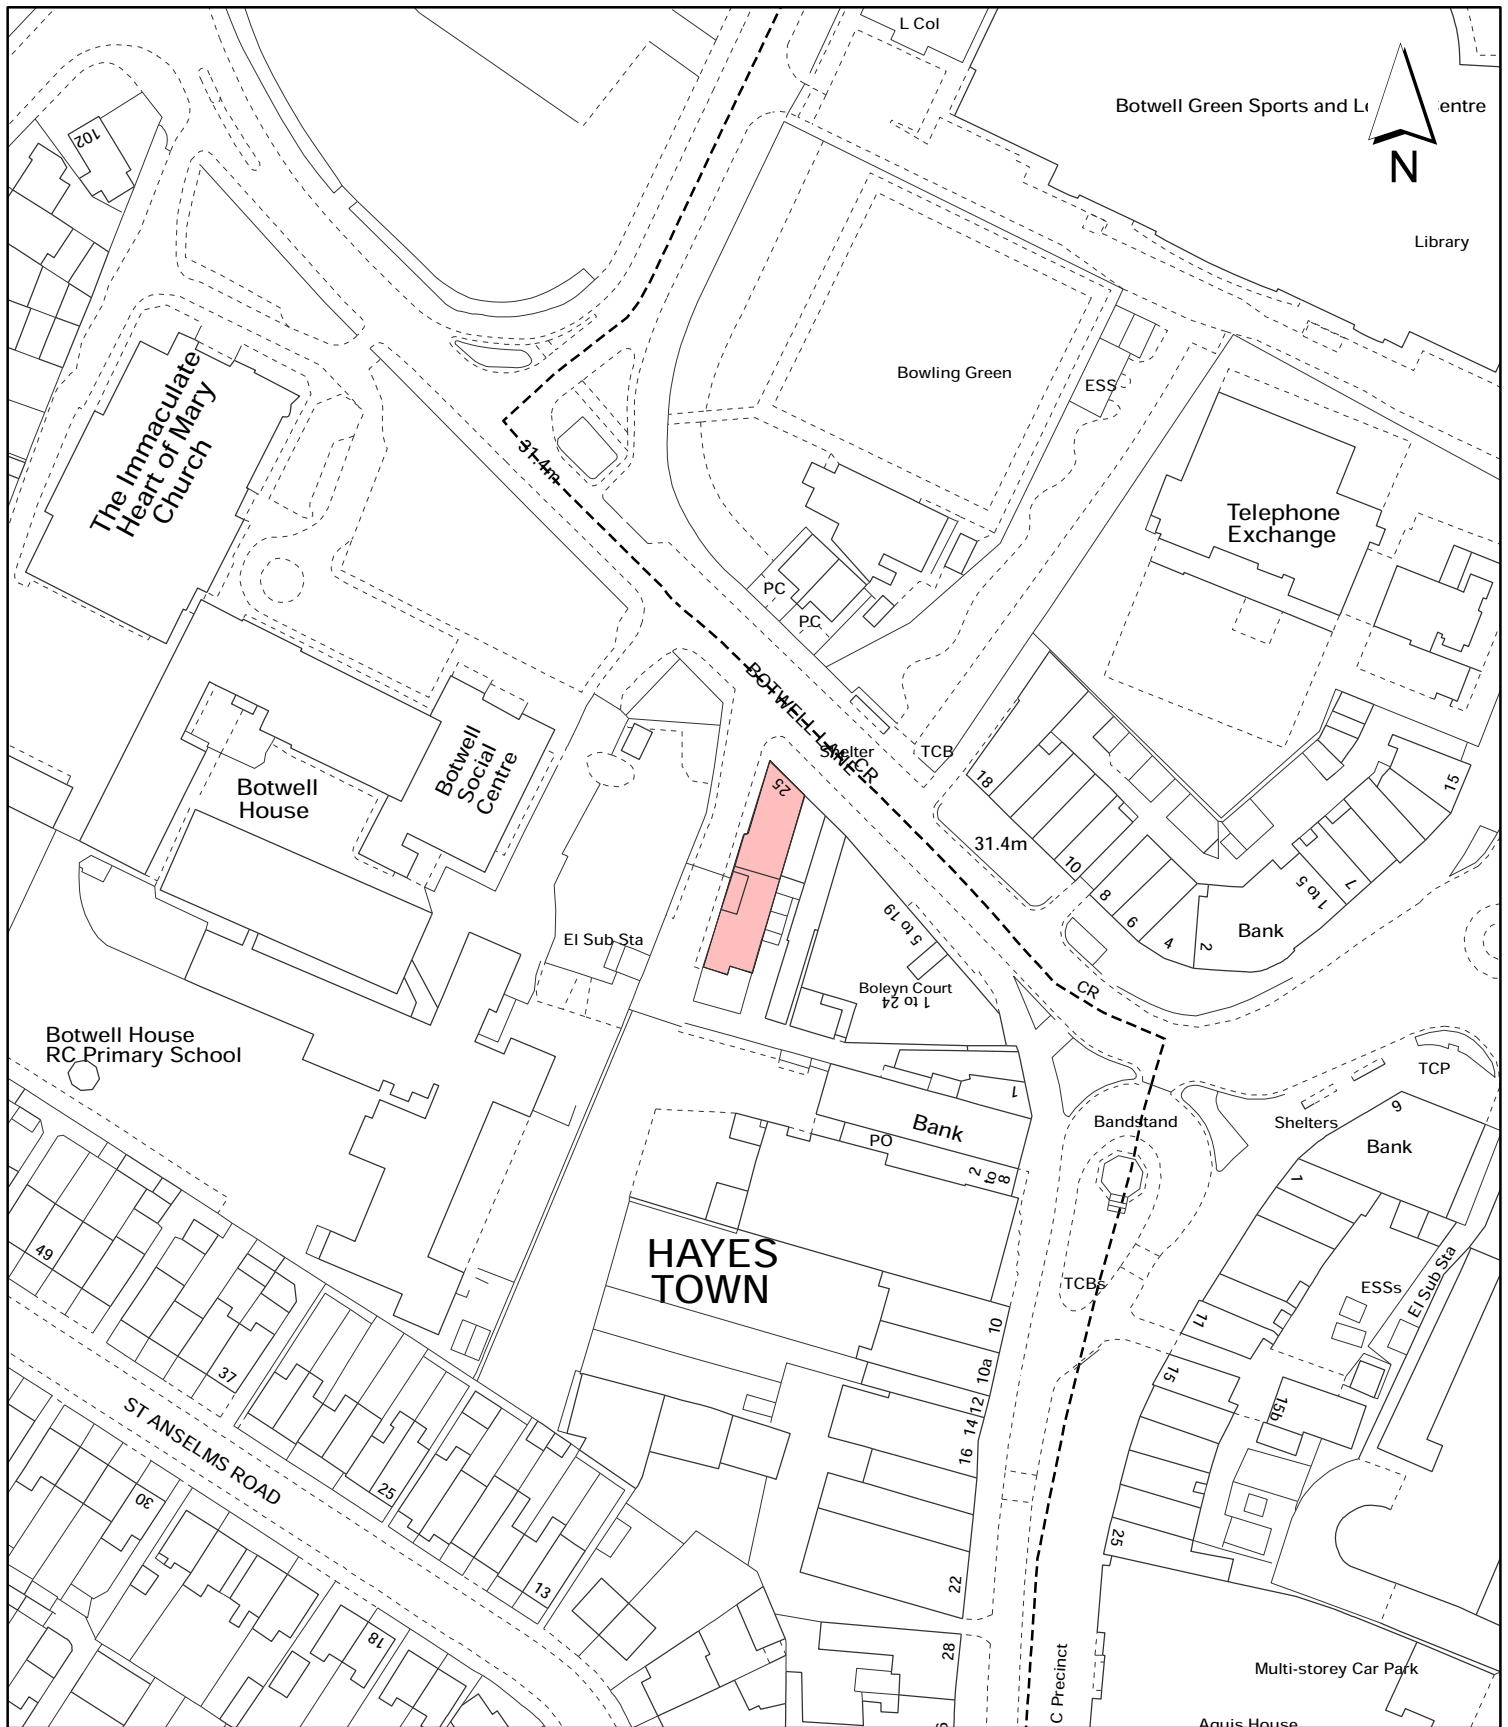 L Col
Botwell Green Sports and Le entre
N
102
Library
The Immaculate
Heart of Mary
Church
Bowling Green
ESS
31.4m
Telephone
Exchange
PC
PC
BOTWELL LANE
CR
Shelter
TCB
18
15
Botwell
Social
Centre
Botwell
House
25
31.4m
10
8
6
4
2
Bank
1 to 5
7
5 to 19
El Sub Sta
Boleyn Court
1 to 24
CR
Botwell House
RC Primary School
TCP
1
Bandstand
Shelters
9
Bank
Bank
PO
2
to
8
1
49
HAYES
TOWN
TCBs
ESSs
El Sub Sta
10
11
37
10a
15
12
14
15b
16
ST ANSELMS ROAD
25
30
25
13
22
18
28
C Precinct
Multi-storey Car Park
Aquis House